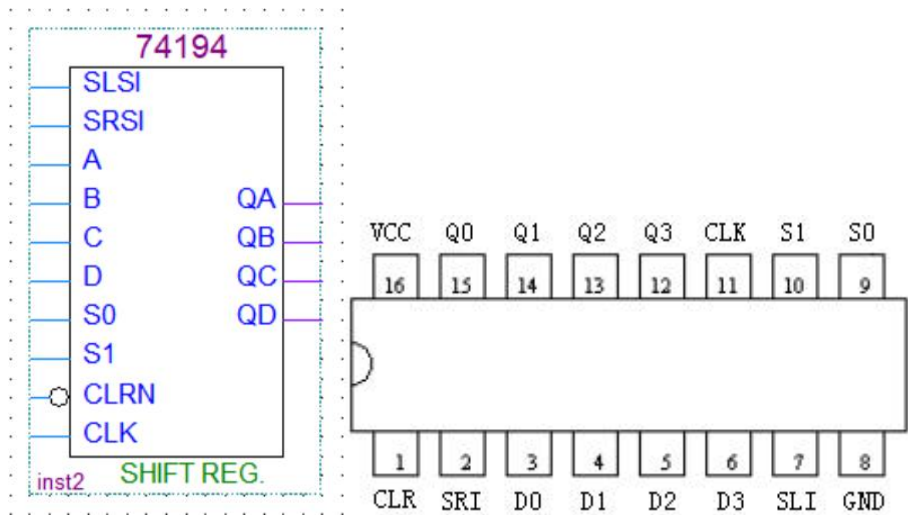 74194
SLSI
SRSI
A
B
C
D
S0
S1
CLRN
CLK
QA
QB
QC
QD
inst2
SHIFT REG.
VCC Q0 Q1 Q2 Q3 CLK S1 S0
16 15 14 13 12 11 10 9
1 2 3 4 5 6 7 8
CLR SRI D0 D1 D2 D3 SLI GND